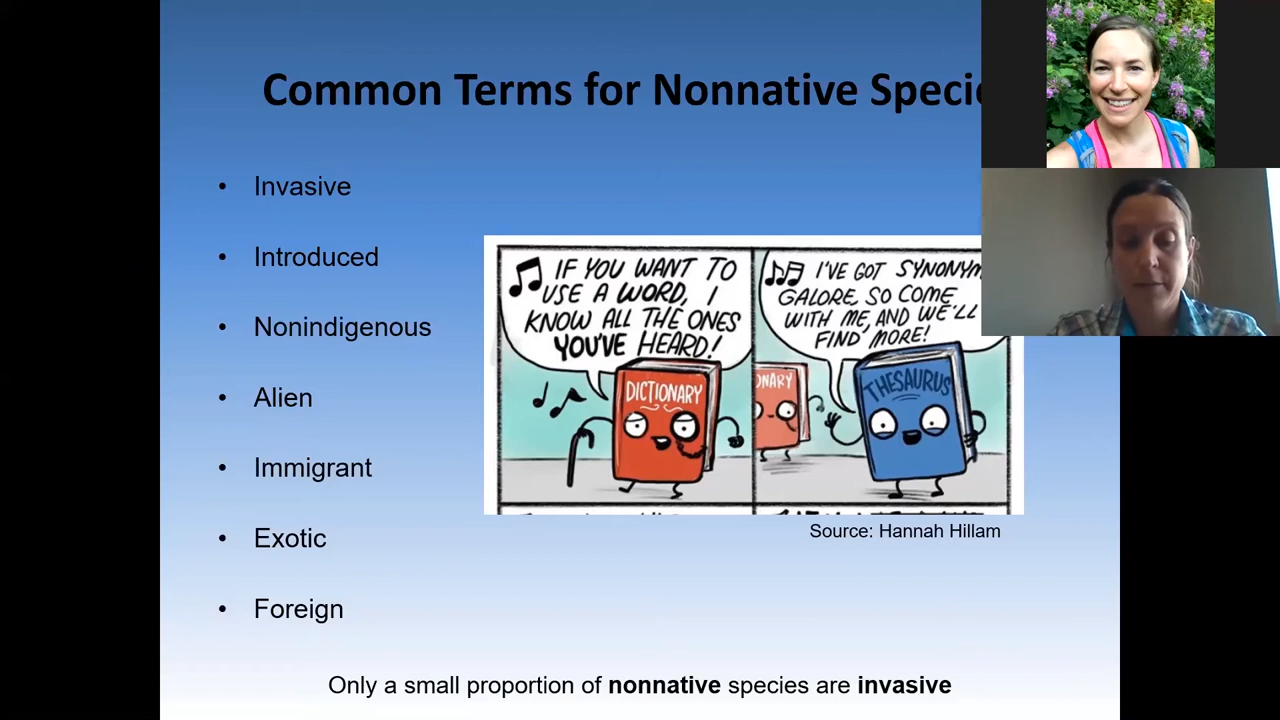 Common Terms for Nonnative
• Invasive
• Introduced
• Nonindigenous
• Alien
• Immigrant
• Exotic
• Foreign
IF YOU WANT TO
USE A WORD, I
KNOW ALL THE ONES
YOU'VE HEARD!
DICTIONARY
I'VE GOT SYNONYM
GALORE, SO COME
WITH ME, AND WE'LL
FIND MORE!
ONARY
THESAURUS
Source: Hannah Hillam
Only a small proportion of nonnative species are invasive